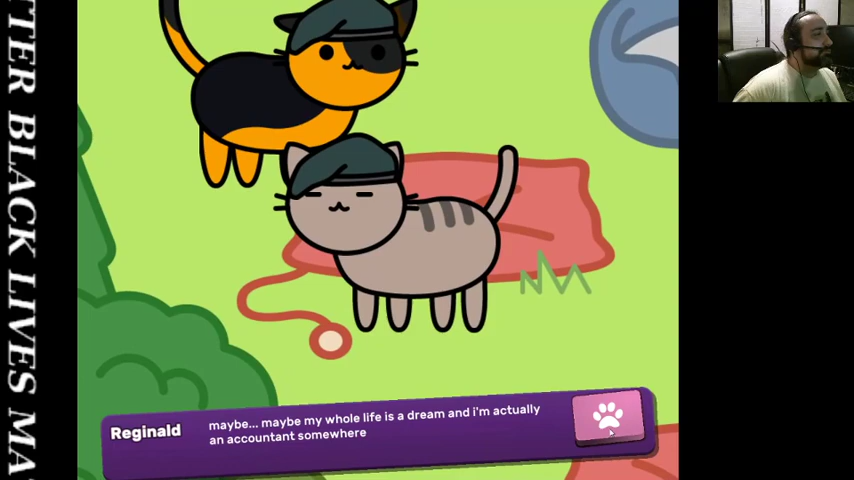 TTER BLACK LIVES MA
Reginald
maybe... maybe my whole life is a dream and i'm actually
an accountant somewhere